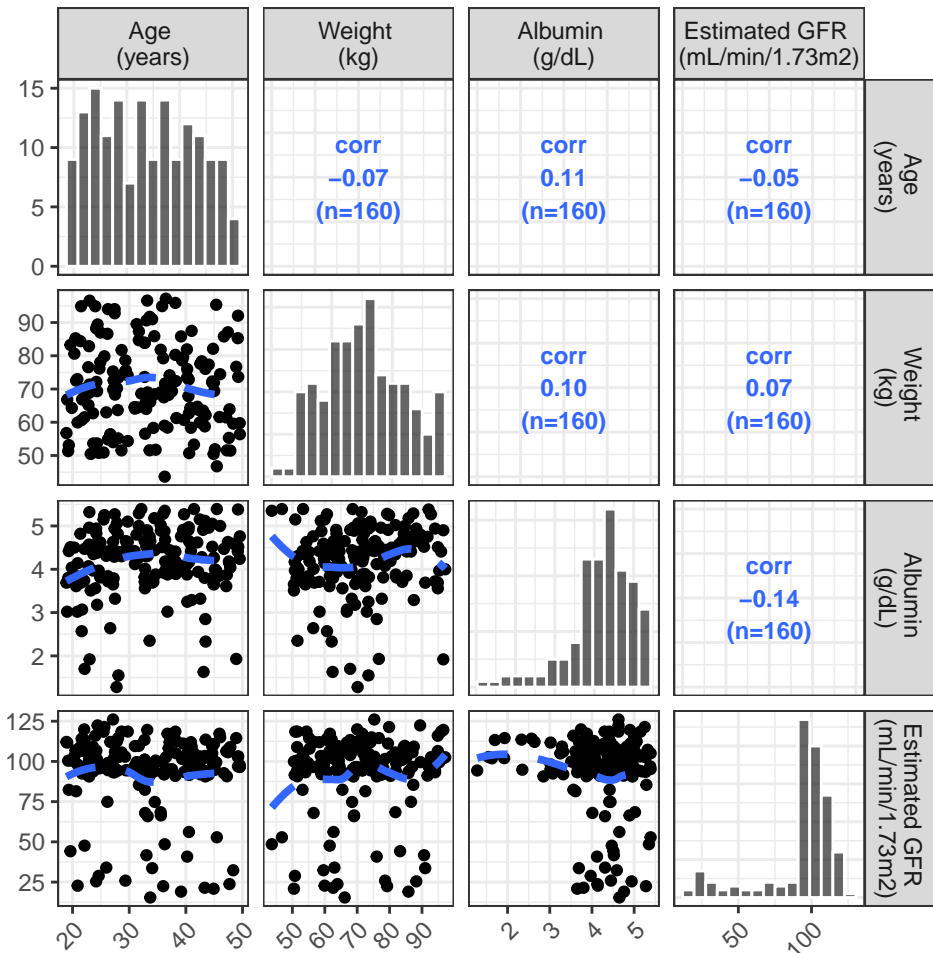 Age
(years)
Weight
(kg)
Albumin
(g/dL)
Estimated GFR
(mL/min/1.73m2)
15
10
5
0
corr
−0.07
(n=160)
corr
0.11
(n=160)
corr
−0.05
(n=160)
Age
(years)
90
80
70
60
50
corr
0.10
(n=160)
corr
0.07
(n=160)
Weight
(kg)
5
4
3
2
corr
−0.14
(n=160)
Albumin
(g/dL)
125
100
75
50
25
Estimated GFR
(mL/min/1.73m2)
20 30 40 50 50 60 70 80 90 2 3 4 5 50 100